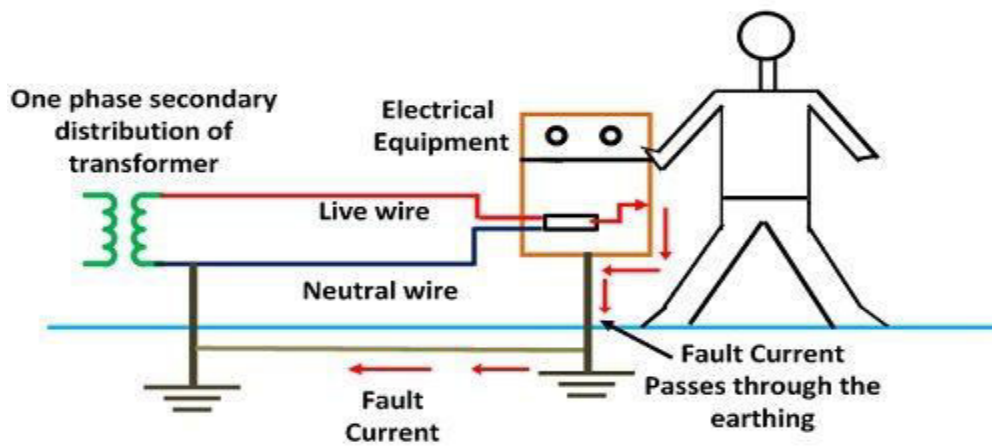 One phase secondary
distribution of
transformer
Electrical
Equipment
Live wire
Neutral wire
Fault Current
Passes through the
earthing
Fault
Current